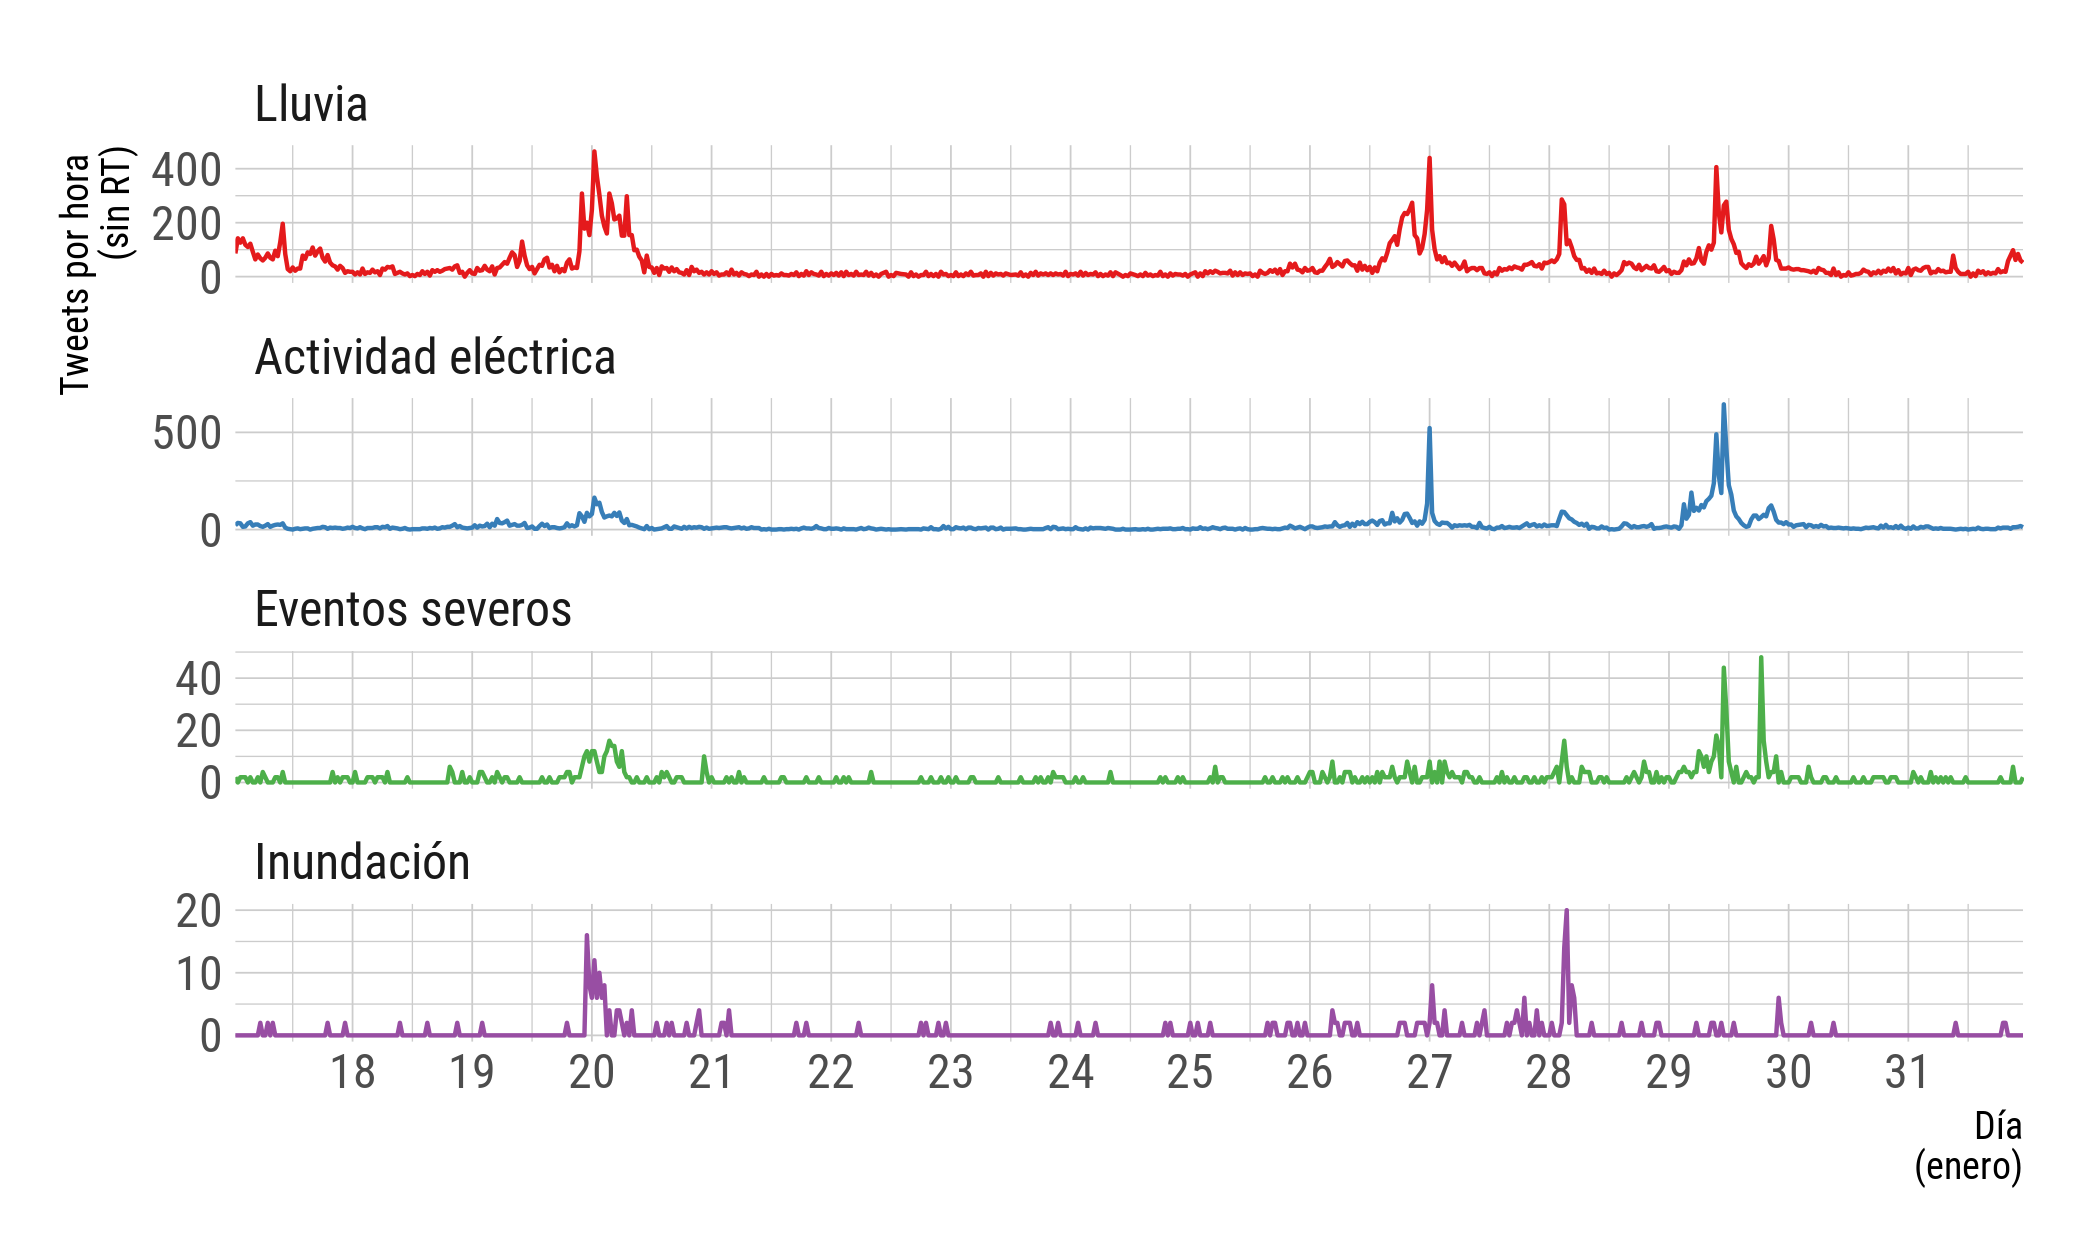 Lluvia
Tweets por hora
(sin RT)
400
200
0
Actividad eléctrica
500
0
Eventos severos
40
20
0
Inundación
20
10
0
18 19 20 21 22 23 24 25 26 27 28 29 30 31
Día
(enero)